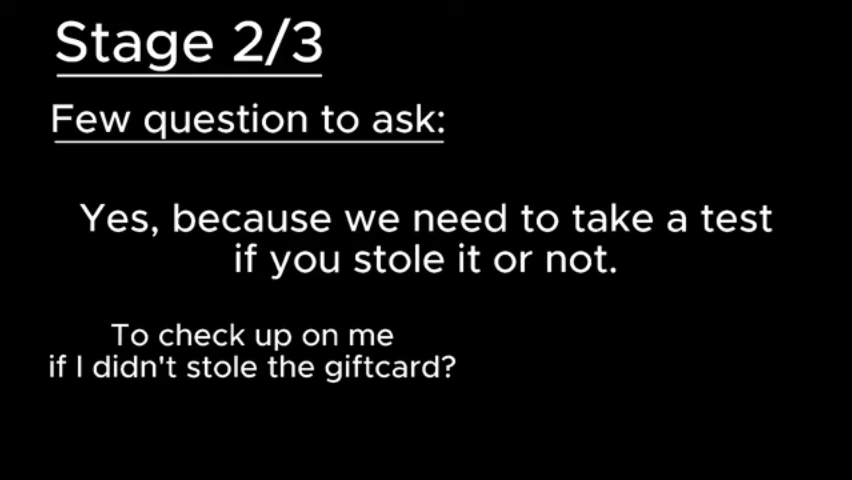 Stage 2/3
Few question to ask:
Yes, because we need to take a test
if you stole it or not.
To check up on me
if I didn't stole the giftcard?